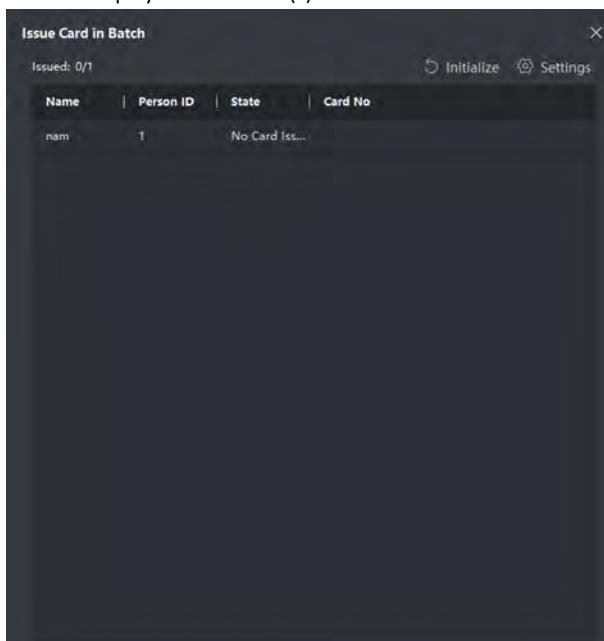 Issue Card in Batch
Issued: 0/1 Initialize Settings
Name Person ID State Card No
nam 1 No Card Iss...